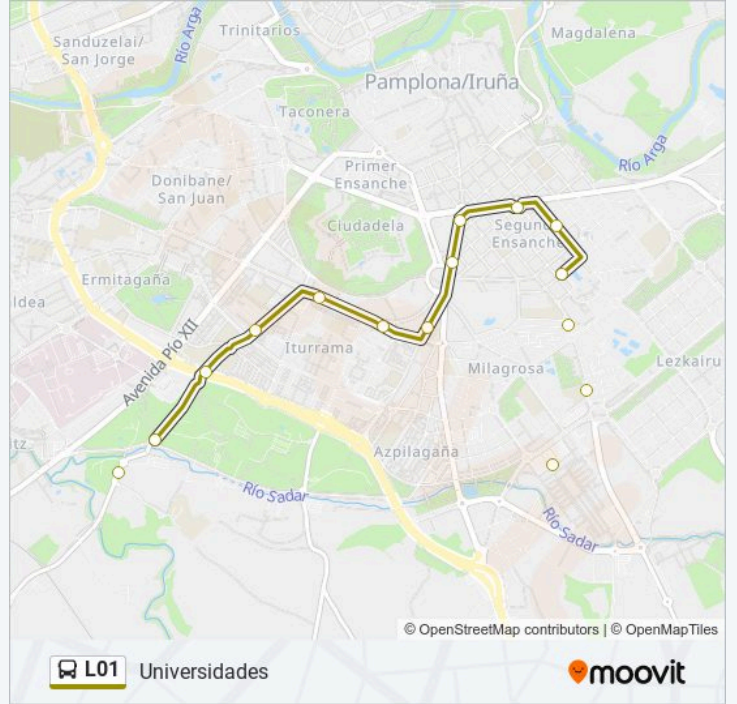 Sanduzelai/
San Jorge
Río Arga
Trinitarios
Magdalena
Pamplona/Iruña
Taconera
Río Arga
Primer
Ensanche
Donibane/
San Juan
Ciudadela
Segundo
Ensanche
Ermitagaña
Avenida Pío XII
Iturrama
Milagrosa
Lezkairu
Azpilagaña
Río Sadar
Río Sadar
© OpenStreetMap contributors | © OpenMapTiles
L01 Universidades
moovit